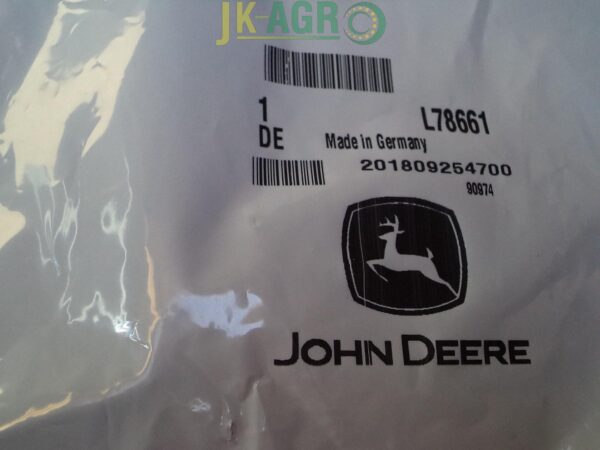 JK-AGRO
1 L78661
DE Made in Germany
201809254700
90974
JOHN DEERE